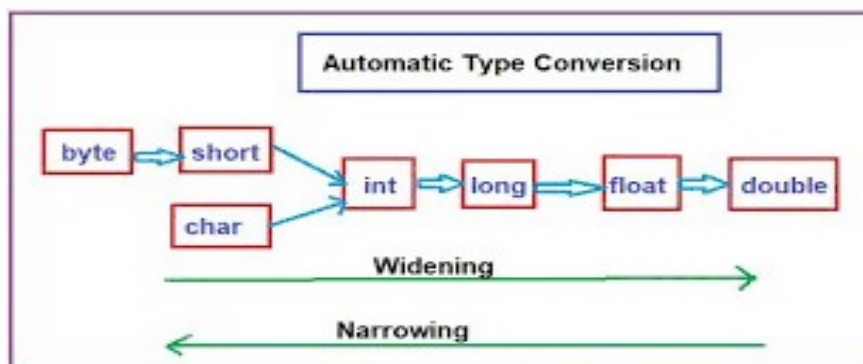 Automatic Type Conversion
byte short
int long float double
char
Widening
Narrowing